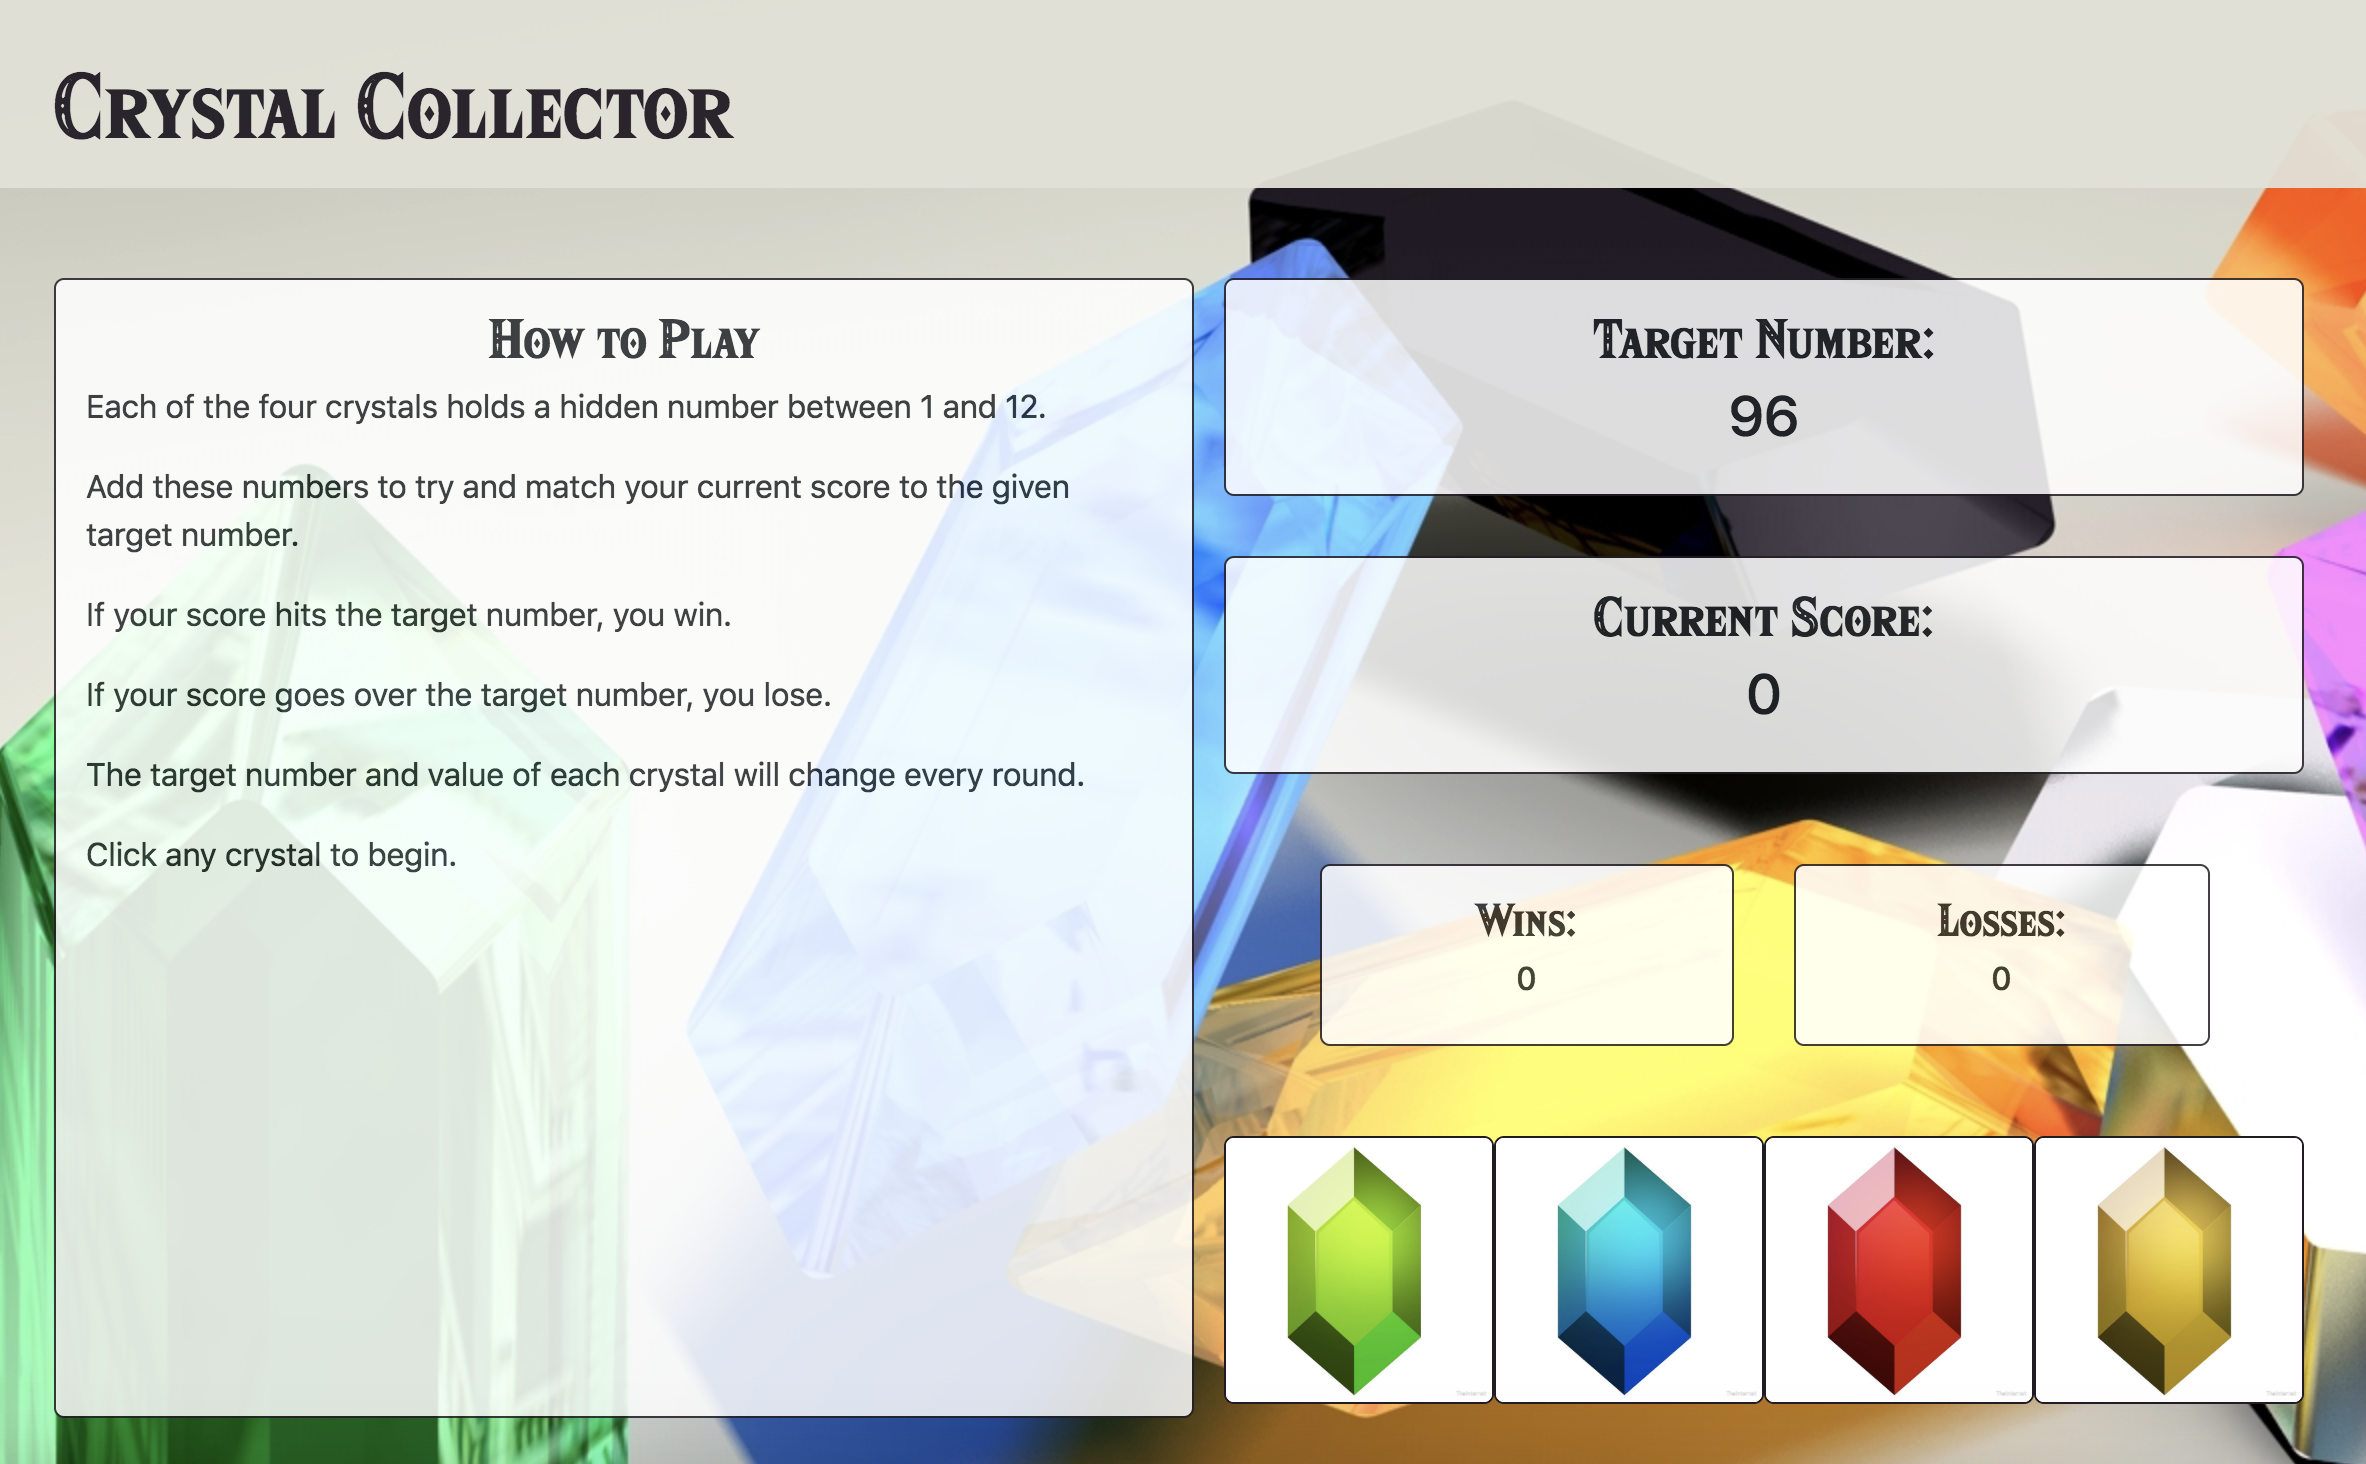 Crystal Collector
How to Play
Each of the four crystals holds a hidden number between 1 and 12.
Add these numbers to try and match your current score to the given
target number.
If your score hits the target number, you win.
If your score goes over the target number, you lose.
The target number and value of each crystal will change every round.
Click any crystal to begin.
Target Number:
96
Current Score:
0
Wins:
0
Losses:
0